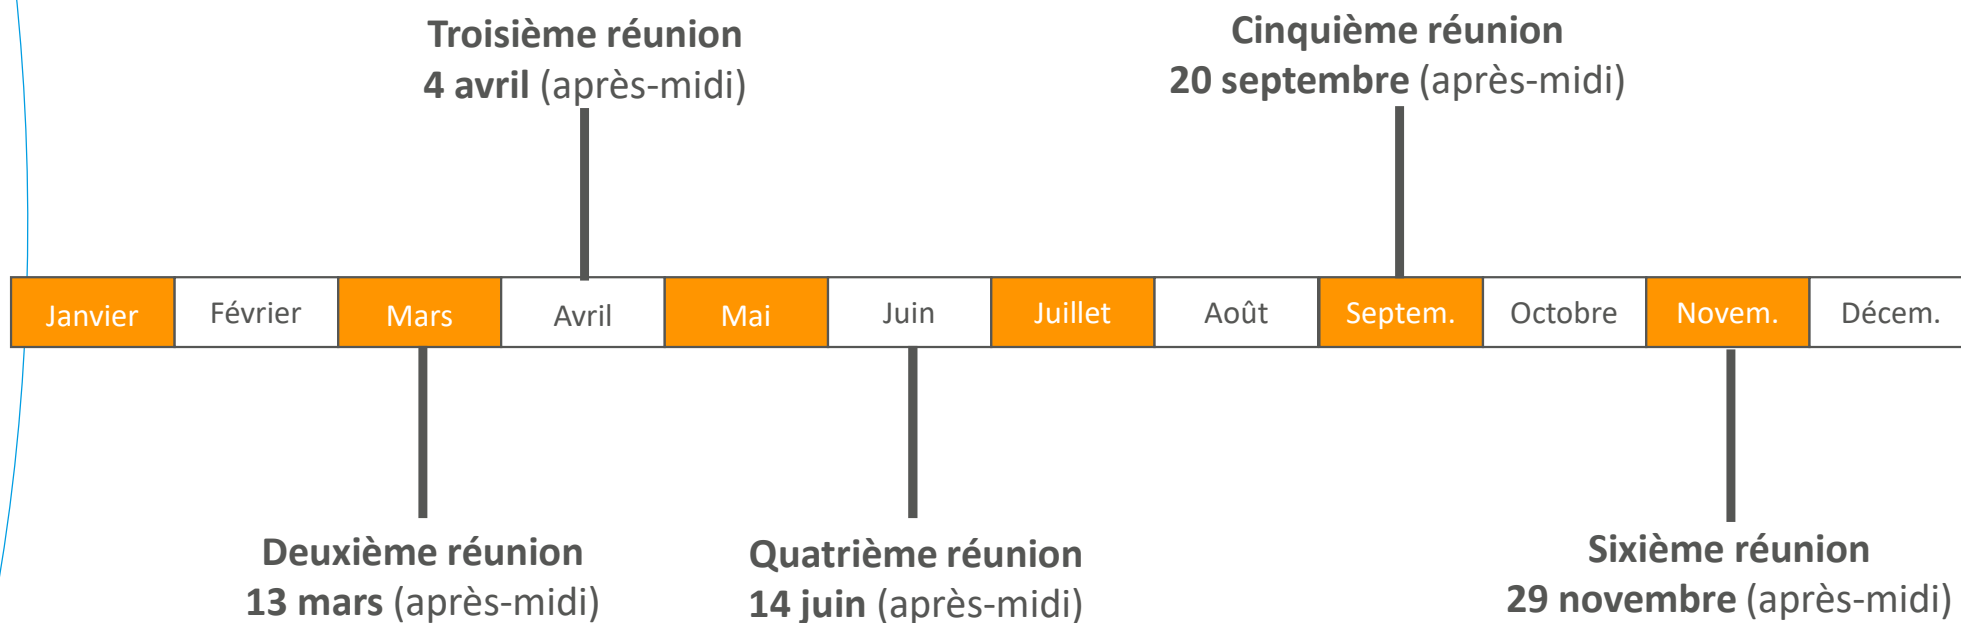 Troisième réunion
4 avril (après-midi)
Cinquième réunion
20 septembre (après-midi)
Janvier Février Mars Avril Mai Juin Juillet Août Septem. Octobre Novem. Décem.
Deuxième réunion
13 mars (après-midi)
Quatrième réunion
14 juin (après-midi)
Sixième réunion
29 novembre (après-midi)